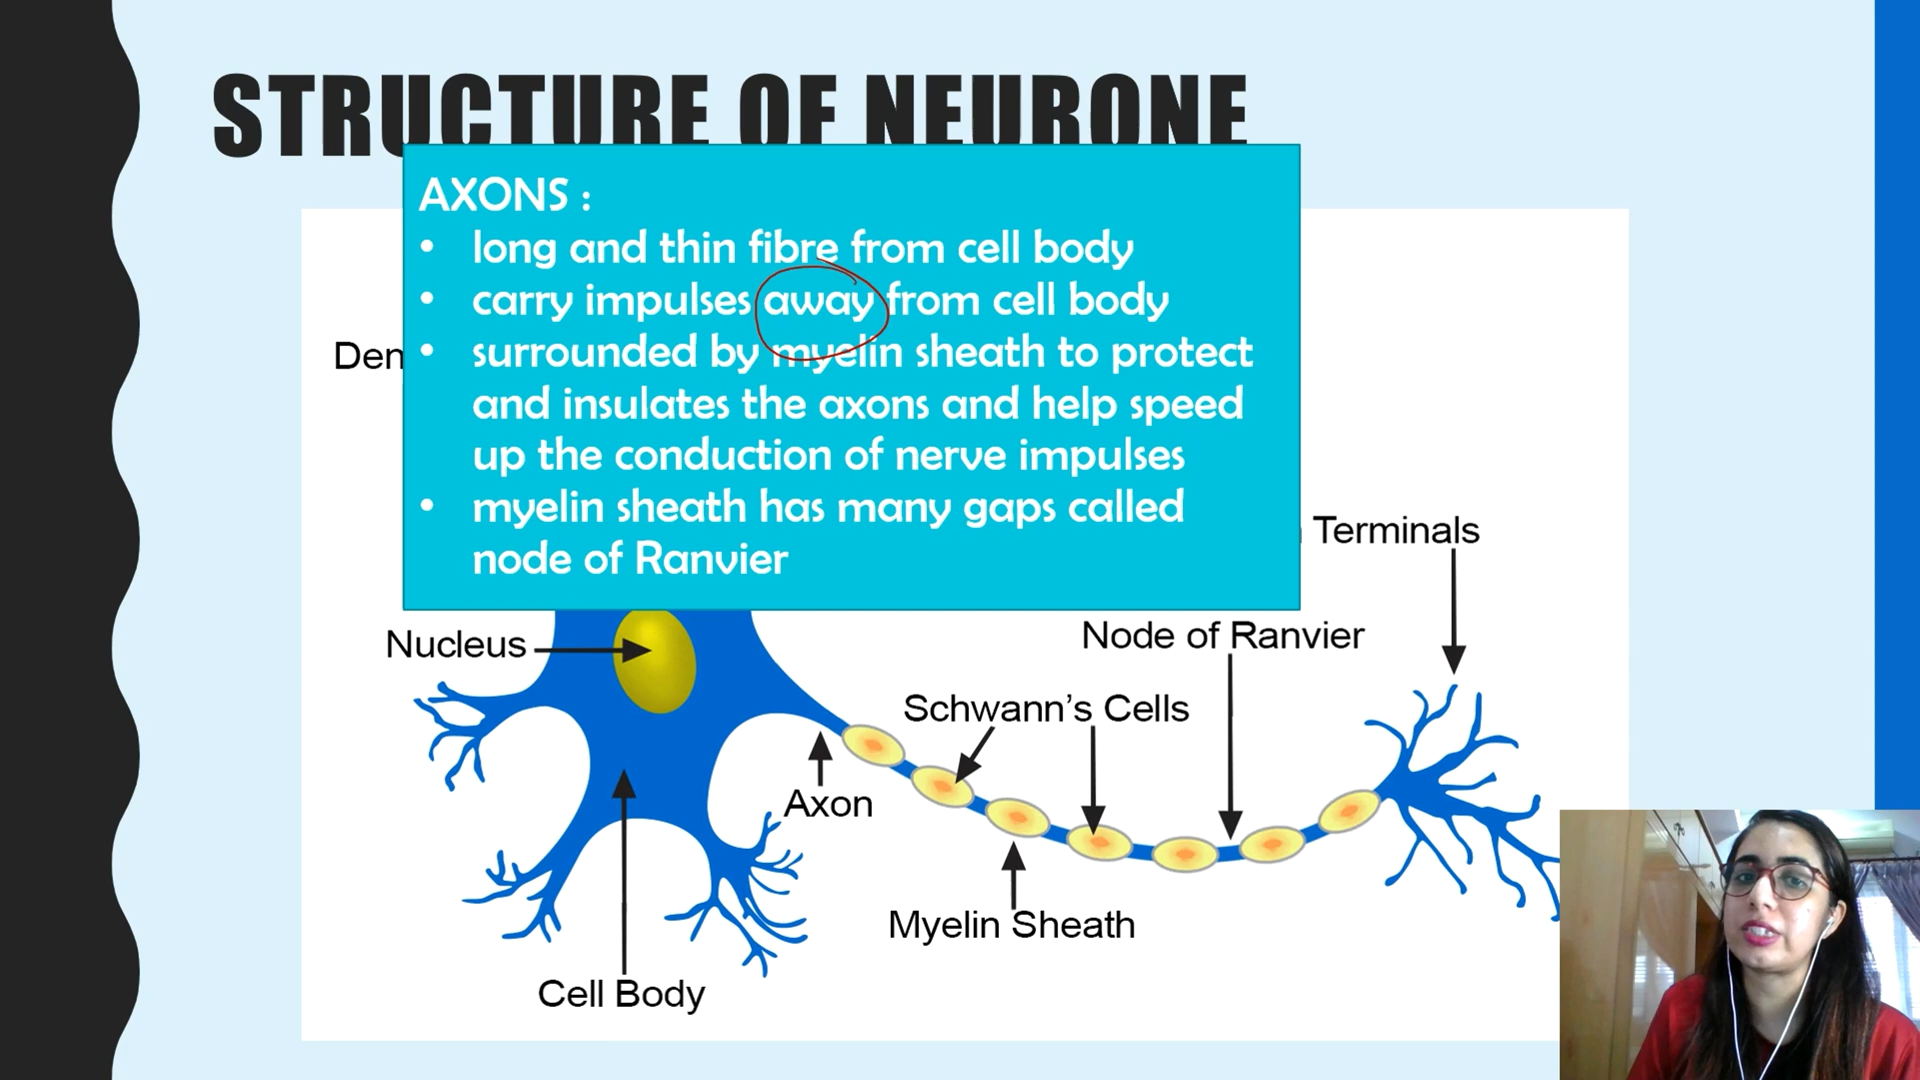 STRUCTURE OF NEURONE
AXONS :
• long and thin fibre from cell body
• carry impulses away from cell body
• surrounded by myelin sheath to protect
and insulates the axons and help speed
up the conduction of nerve impulses
• myelin sheath has many gaps called
node of Ranvier
Den
Terminals
Nucleus
Node of Ranvier
Schwann's Cells
Axon
Myelin Sheath
Cell Body